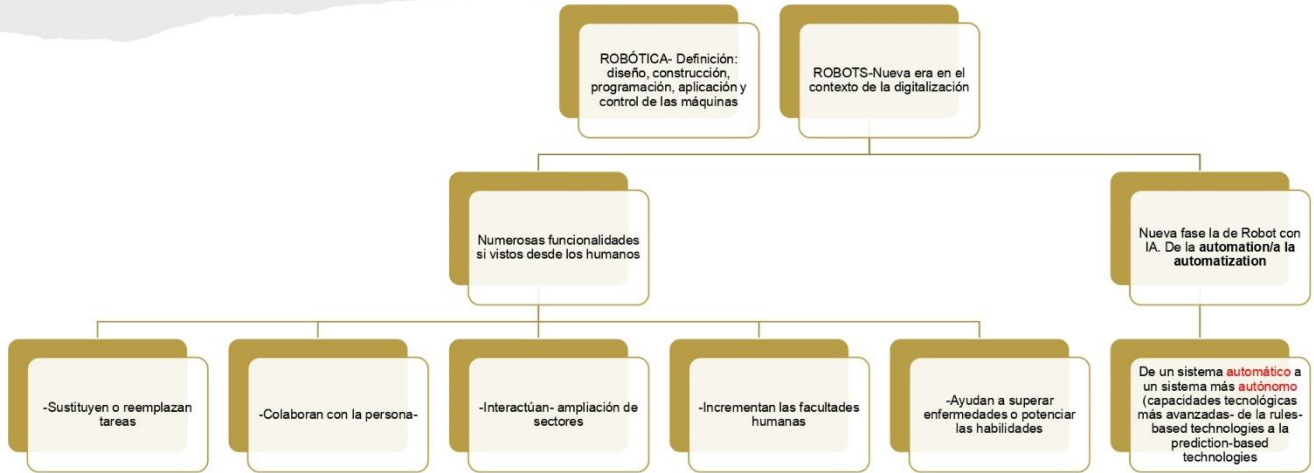 ROBÓTICA- Definición:
diseño, construcción,
programación, aplicación y
control de las máquinas
ROBOTS-Nueva era en el
contexto de la digitalización
Numerosas funcionalidades
si vistos desde los humanos
Nueva fase la de Robot con
IA. De la automation/a la
automatization
-Sustituyen o reemplazan
tareas
-Colaboran con la persona-
-Interactúan- ampliación de
sectores
-Incrementan las facultades
humanas
-Ayudan a superar
enfermedades o potenciar
las habilidades
De un sistema automático a
un sistema más autónomo
(capacidades tecnológicas
más avanzadas- de la rules-
based technologies a la
prediction-based
technologies